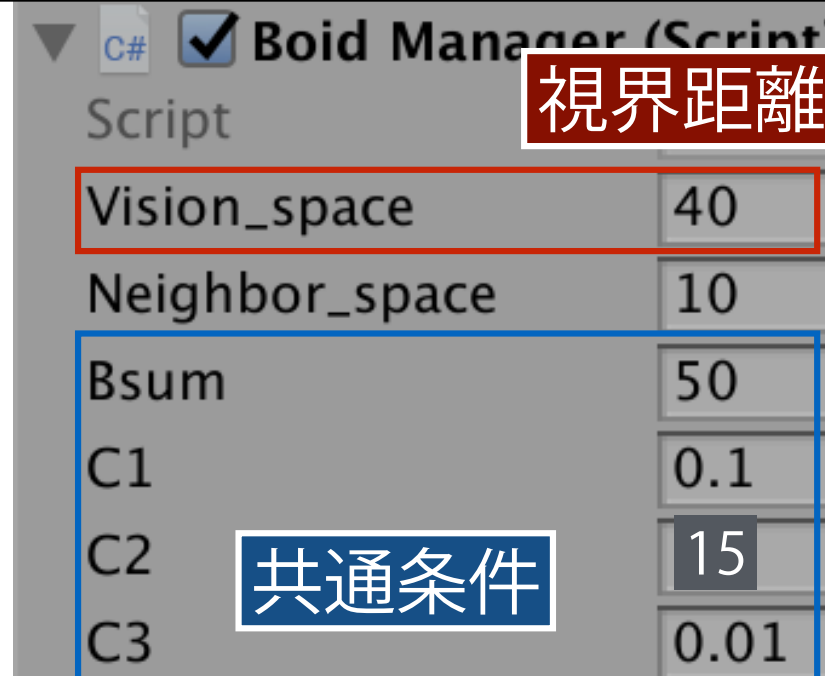 C# Boid Manager (Script)
視界距離
Script
Vision_space 40
Neighbor_space 10
Bsum 50
C1 0.1
C2 15
共通条件
C3 0.01